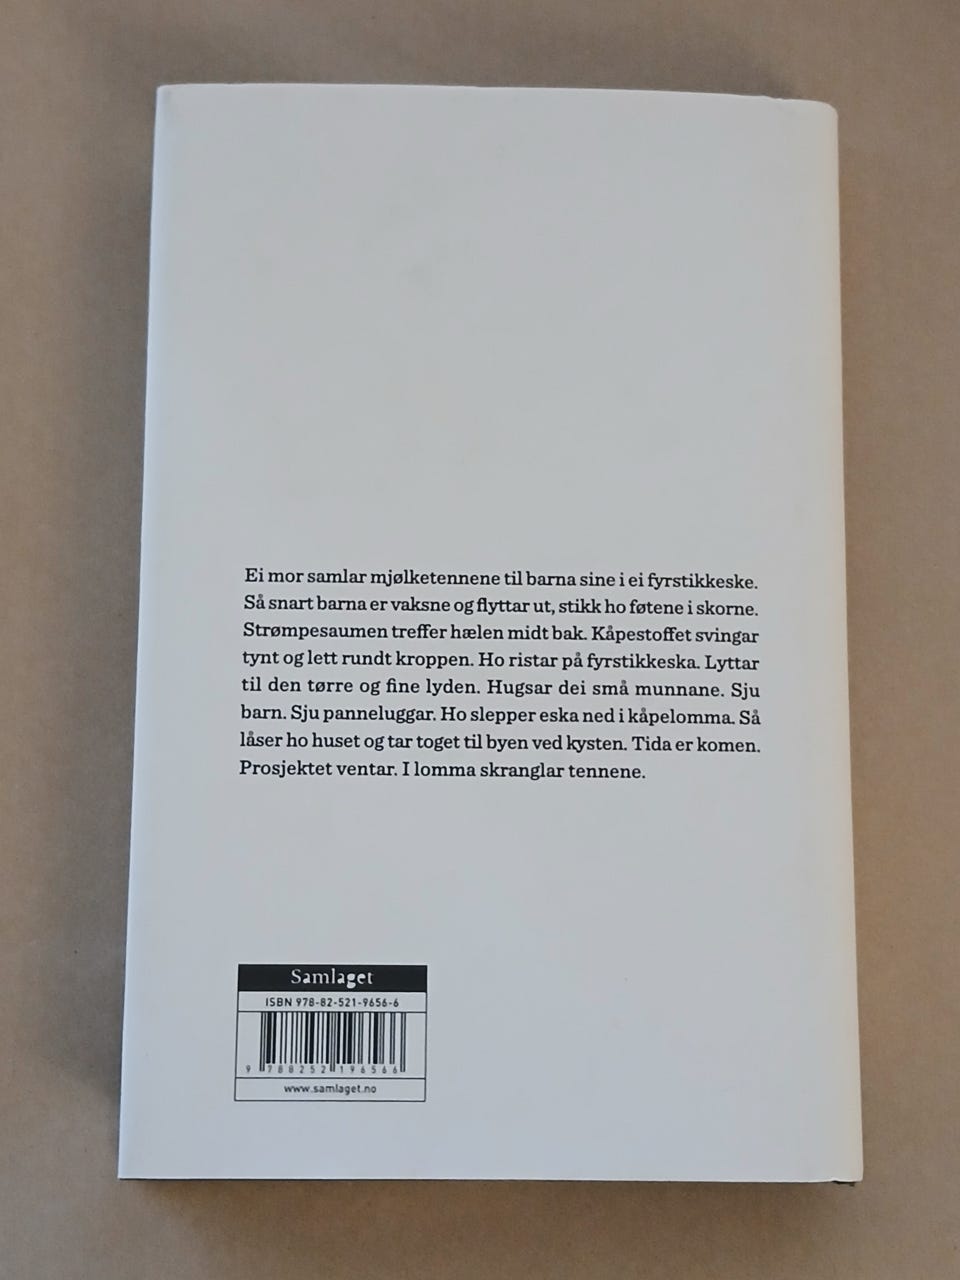 Ei mor samlar mjølketennene til barna sine i ei fyrstikkeske.
Så snart barna er vaksne og flyttar ut, stikk ho føtene i skorne.
Strømpesaumen treffer hælen midt bak. Kåpestoffet svingar
tynt og lett rundt kroppen. Ho ristar på fyrstikkeska. Lyttar
til den tørre og fine lyden. Hugsar dei små munnane. Sju
barn. Sju panneluggar. Ho slepper eska ned i kåpelomma. Så
låser ho huset og tar toget til byen ved kysten. Tida er komen.
Prosjektet ventar. I lomma skranglar tennene.
Samlaget
ISBN 978-82-521-9656-6
9 788252 196566
www.samlaget.no